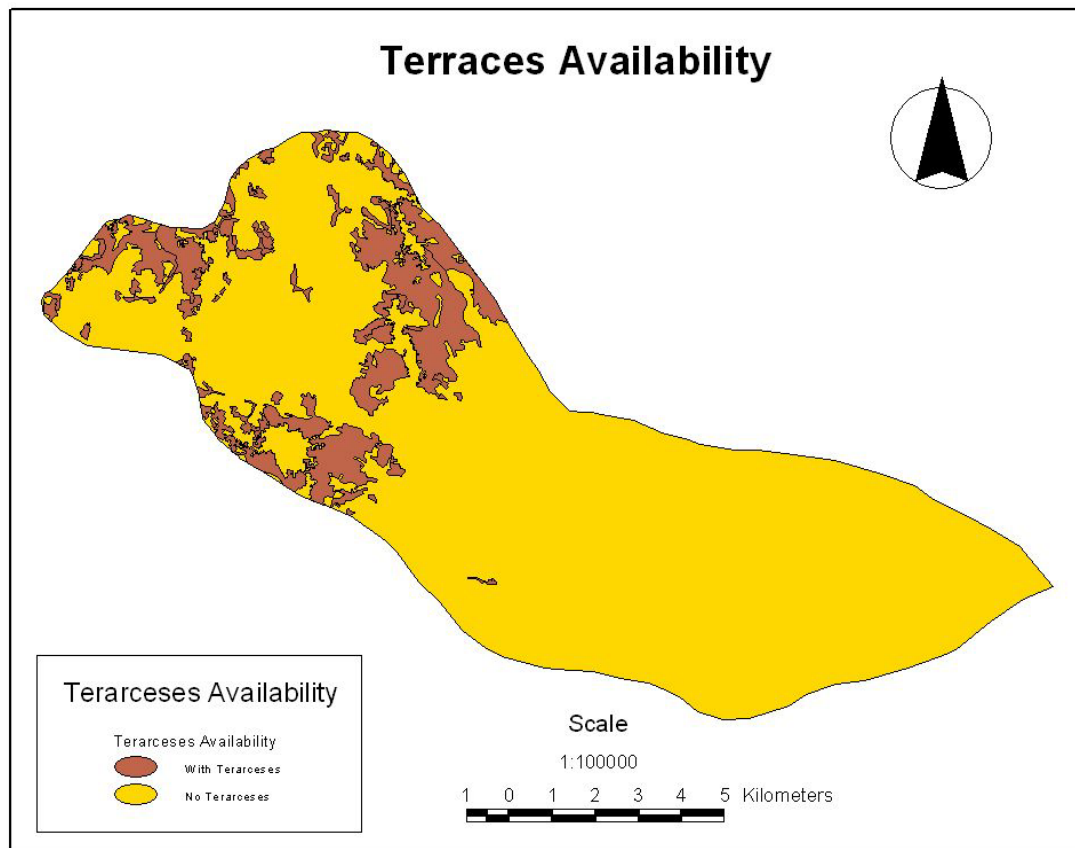 Terraces Availability
Terarceses Availability
Terarceses Availability
With Terarceses
No Terarceses
Scale
1:100000
1 0 1 2 3 4 5 Kilometers